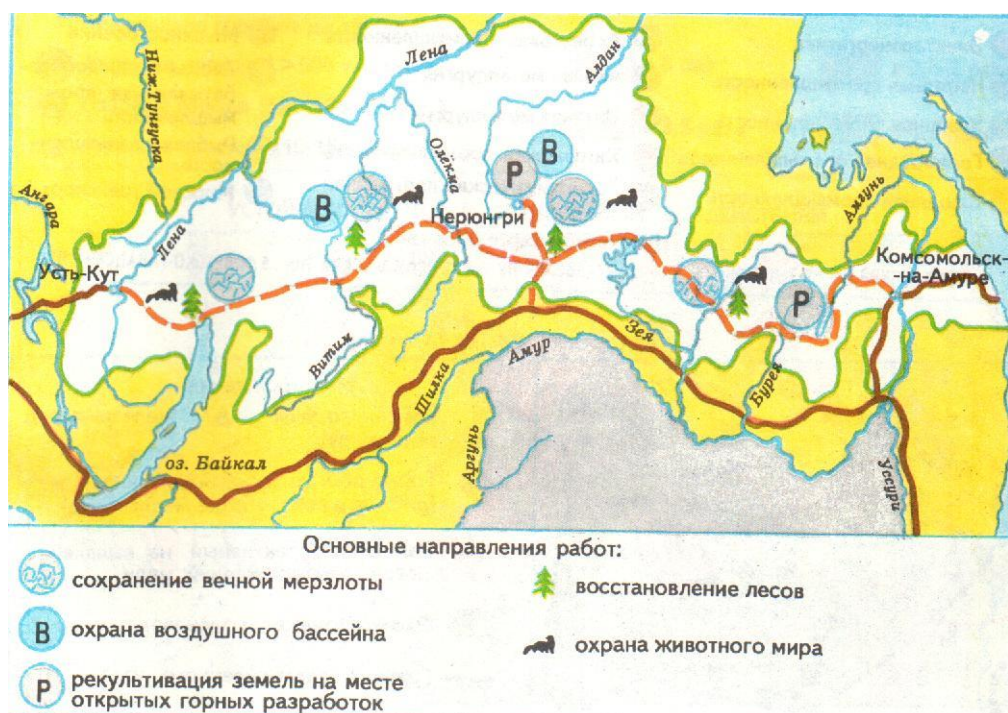 Ниж.Тунгуска
Лена
Алдан
Олёкма
Ангара
Лена
В
В
Р
Амгунь
Нерюнгри
Усть-Кут
Комсомольск-
на-Амуре
Р
Витим
Зея
Амур
Шилка
Бурея
оз. Байкал
Аргунь
Уссури
Основные направления работ:
сохранение вечной мерзлоты
восстановление лесов
В охрана воздушного бассейна
охрана животного мира
Р рекультивация земель на месте
открытых горных разработок